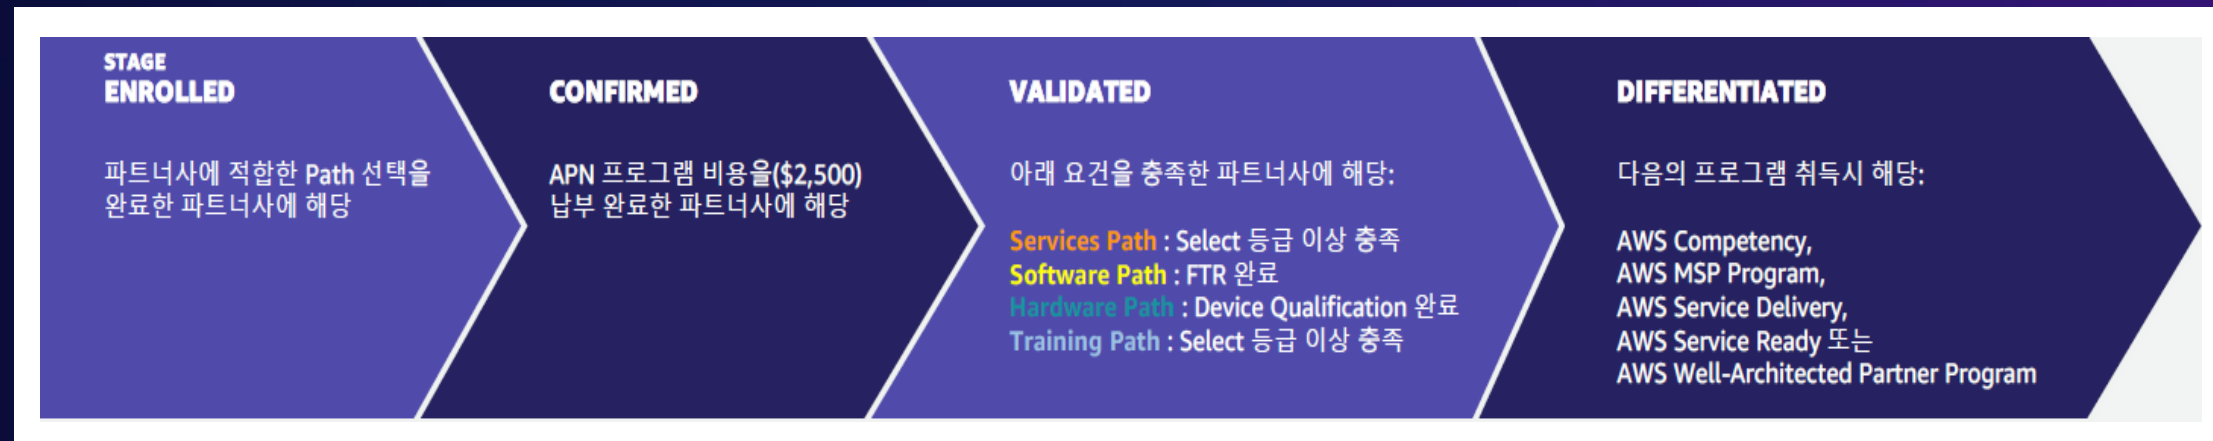 STAGE
ENROLLED
파트너사에 적합한 Path 선택을
완료한 파트너사에 해당
CONFIRMED
APN 프로그램 비용을($2,500)
납부 완료한 파트너사에 해당
VALIDATED
아래 요건을 충족한 파트너사에 해당:
Services Path : Select 등급 이상 충족
Software Path : FTR 완료
Hardware Path : Device Qualification 완료
Training Path : Select 등급 이상 충족
DIFFERENTIATED
다음의 프로그램 취득시 해당:
AWS Competency,
AWS MSP Program,
AWS Service Delivery,
AWS Service Ready 또는
AWS Well-Architected Partner Program